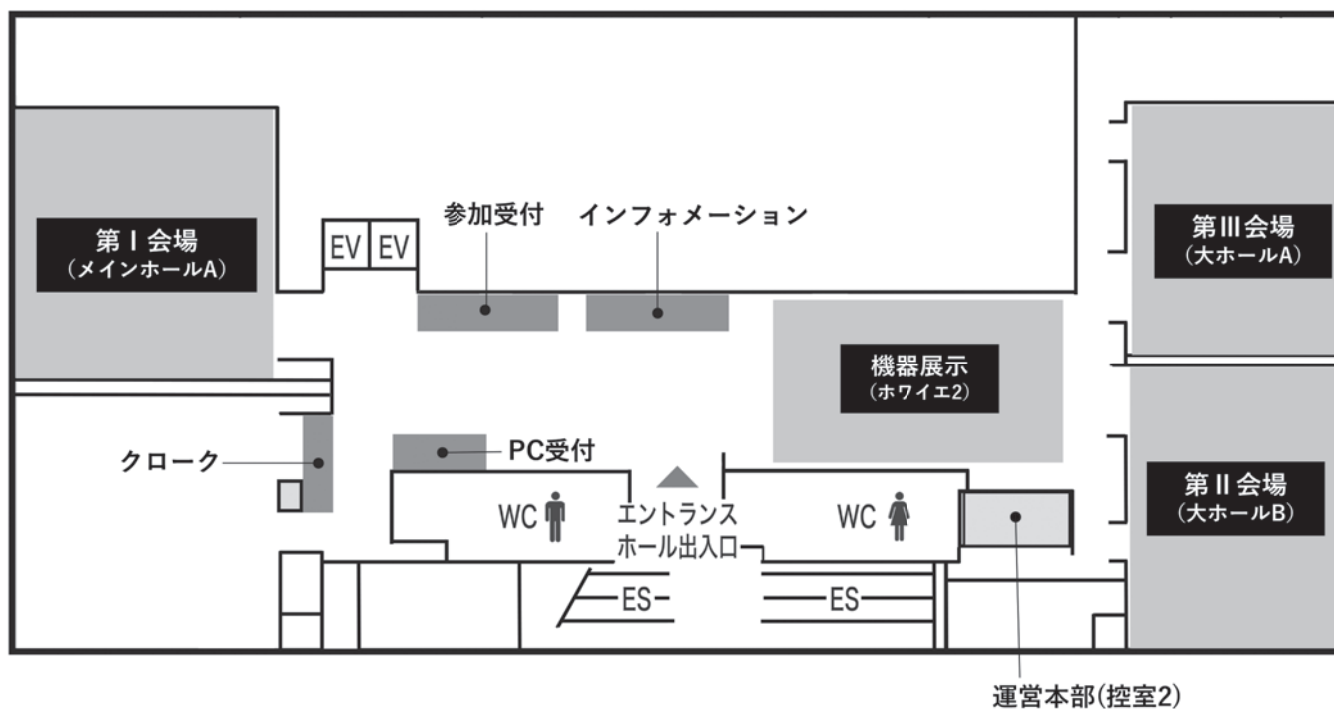 参加受付
インフォメーション
第Ⅰ会場
(メインホールA)
EV
EV
第Ⅲ会場
(大ホールA)
機器展示
(ホワイエ2)
クローク
PC受付
第Ⅱ会場
(大ホールB)
WC
エントランス
ホール出入口
WC
ES
ES
運営本部(控室2)